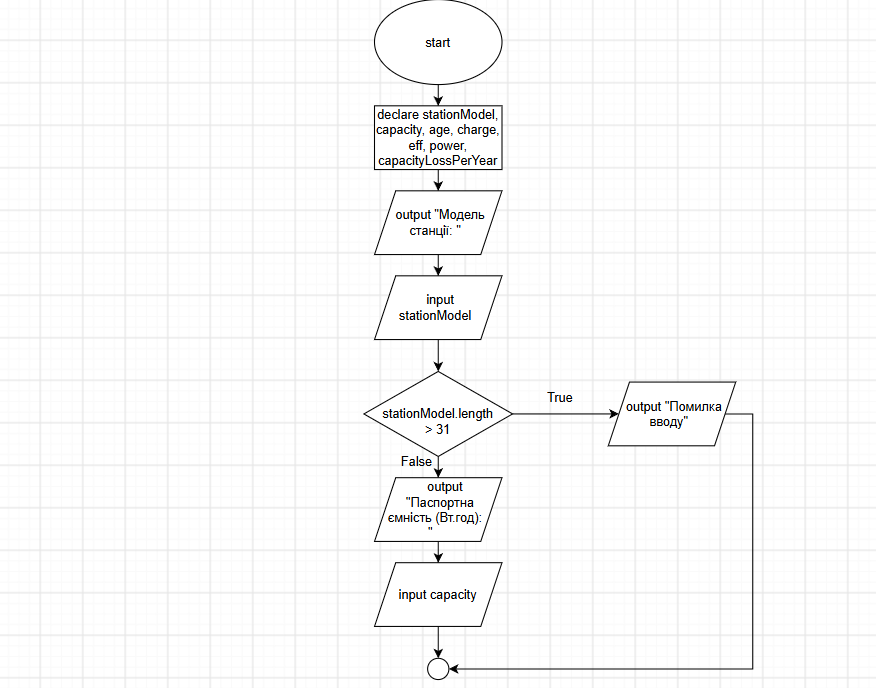 start
declare stationModel,
capacity, age, charge,
eff, power,
capacityLossPerYear
output "Модель
станції: "
input
stationModel
stationModel.length
> 31
True
output "Помилка
вводу"
False
output
"Паспортна
ємність (Вт.год):
"
input capacity